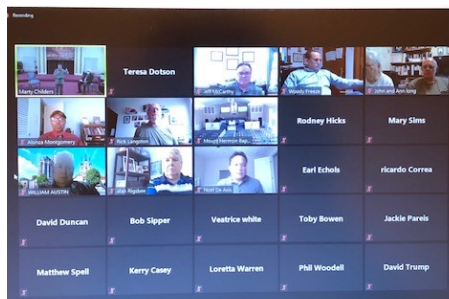 Recording
Marty Childers
Teresa Dotson
Jeff McCarthy
Woody Freeze
John and Ann Ising
Alonza Montgomery
Rick Langston
Mount Hermon Bap...
Rodney Hicks
Mary Sims
WILLIAM AUSTIN
Earl Echols
ricardo Correa
David Duncan
Bob Sipper
Veatrice white
Toby Bowen
Jackie Pareis
Matthew Spell
Kerry Casey
Loretta Warren
Phil Woodell
David Trump